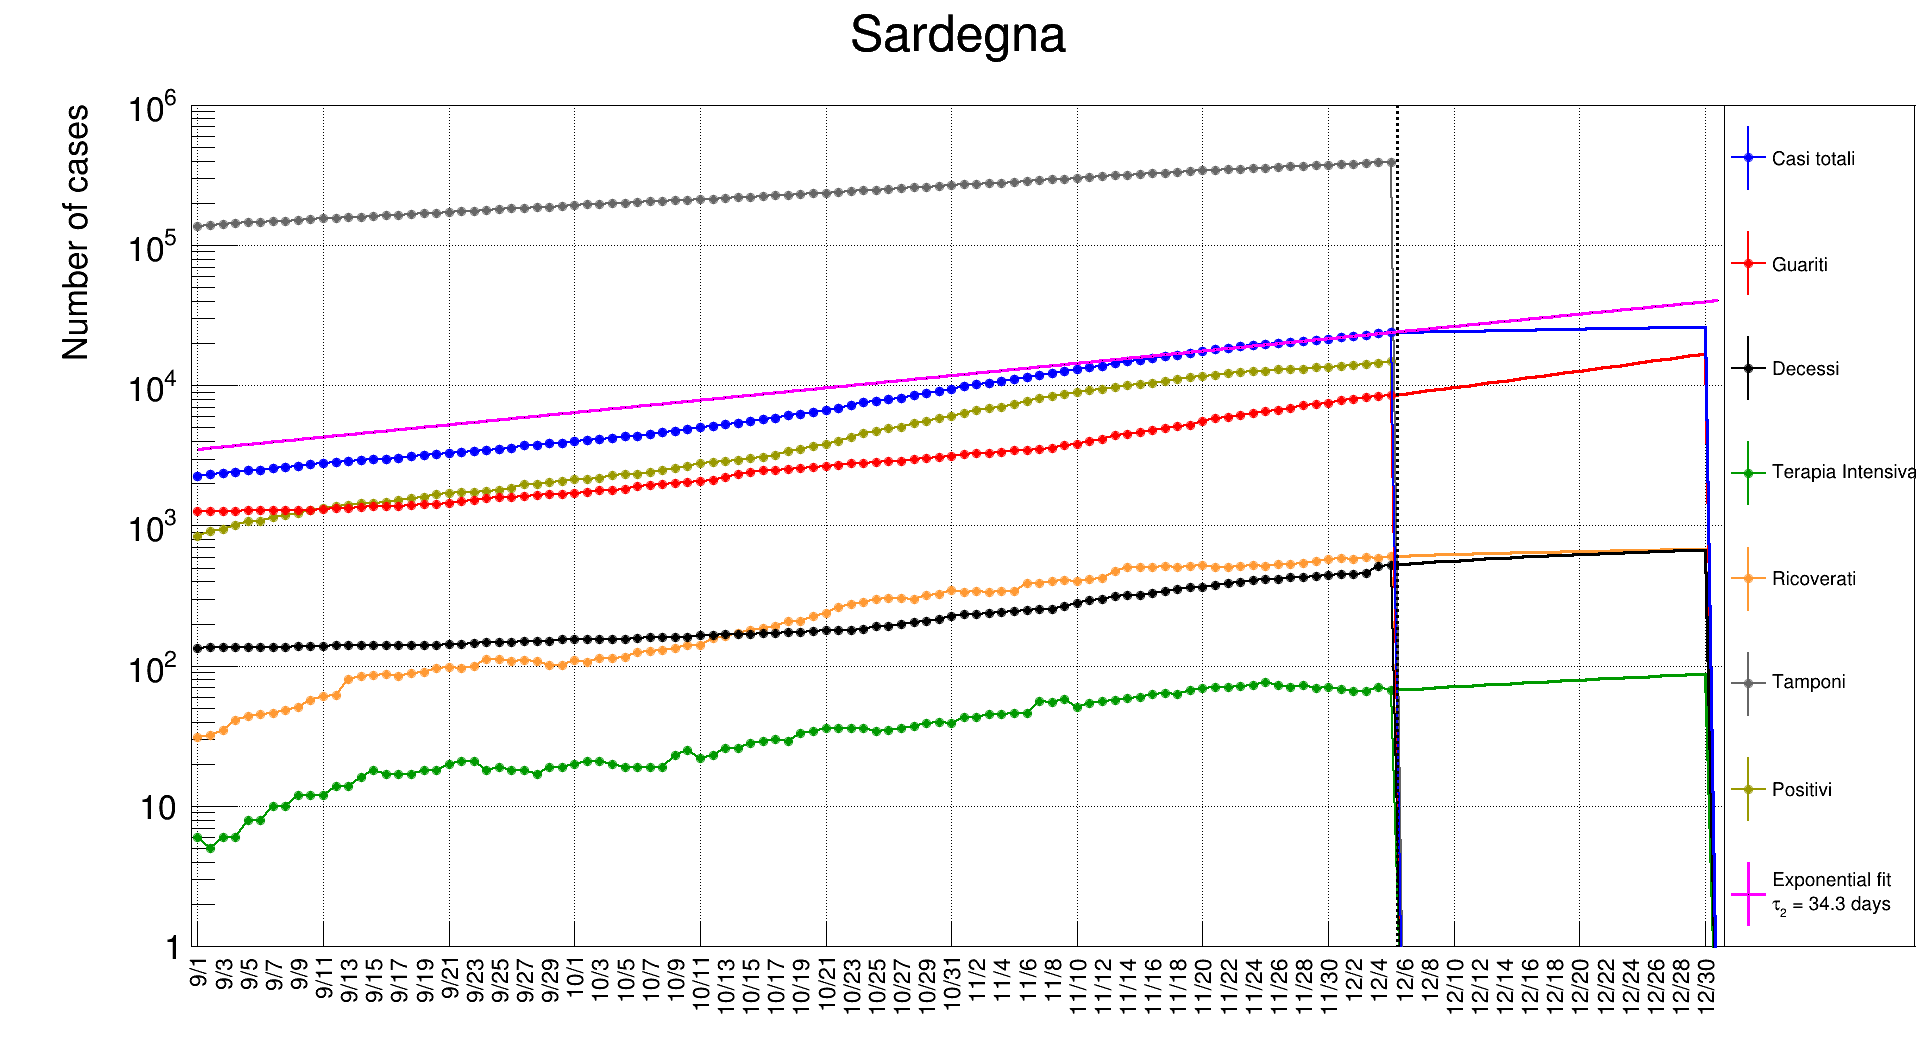 Sardegna
Number of cases
10^6
10^5
10^4
10^3
10^2
10
1
9/1 9/3 9/5 9/7 9/9 9/11 9/13 9/15 9/17 9/19 9/21 9/23 9/25 9/27 9/29 10/1 10/3 10/5 10/7 10/9 10/11 10/13 10/15 10/17 10/19 10/21 10/23 10/25 10/27 10/29 10/31 11/2 11/4 11/6 11/8 11/10 11/12 11/14 11/16 11/18 11/20 11/22 11/24 11/26 11/28 11/30 12/2 12/4 12/6 12/8 12/10 12/12 12/14 12/16 12/18 12/20 12/22 12/24 12/26 12/28 12/30
Casi totali
Guariti
Decessi
Terapia Intensiva
Ricoverati
Tamponi
Positivi
Exponential fit
τ_2 = 34.3 days